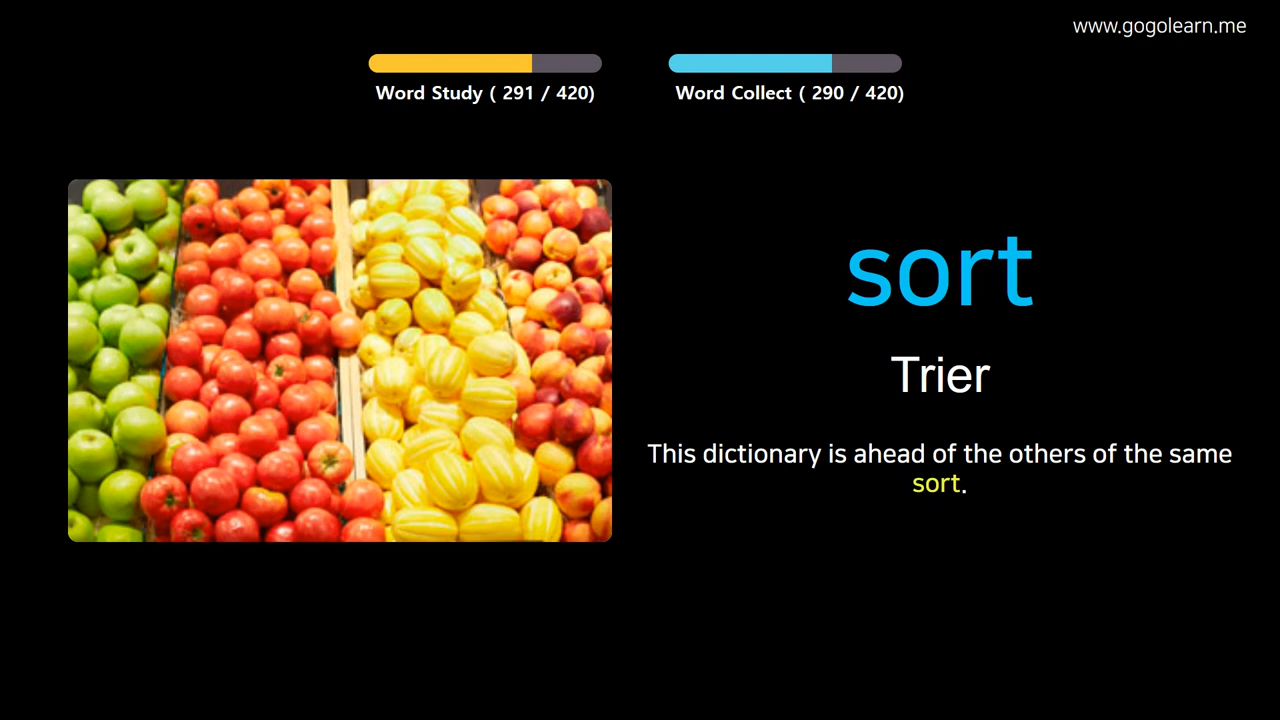 www.gogolearn.me
Word Study ( 291 / 420)
Word Collect ( 290 / 420)
sort
Trier
This dictionary is ahead of the others of the same
sort.